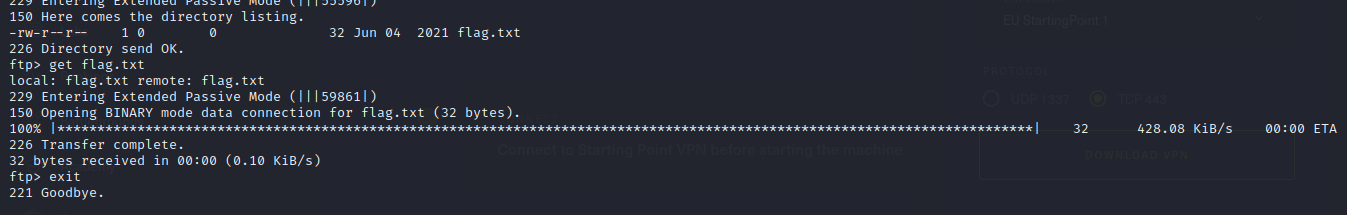 229 Entering Extended Passive Mode (|||55596|)
150 Here comes the directory listing.
-rw-r--r--    1 0        0              32 Jun 04  2021 flag.txt
226 Directory send OK.
ftp> get flag.txt
local: flag.txt remote: flag.txt
229 Entering Extended Passive Mode (|||59861|)
150 Opening BINARY mode data connection for flag.txt (32 bytes).
100% |***************************************************************************************************************************| 32 428.08 KiB/s 00:00 ETA
226 Transfer complete.
32 bytes received in 00:00 (0.10 KiB/s)
ftp> exit
221 Goodbye.
EU StartingPoint 1
PROTOCOL
UDP 1337
TCP 443
Connect to Starting Point VPN before starting the machine
DOWNLOAD VPN